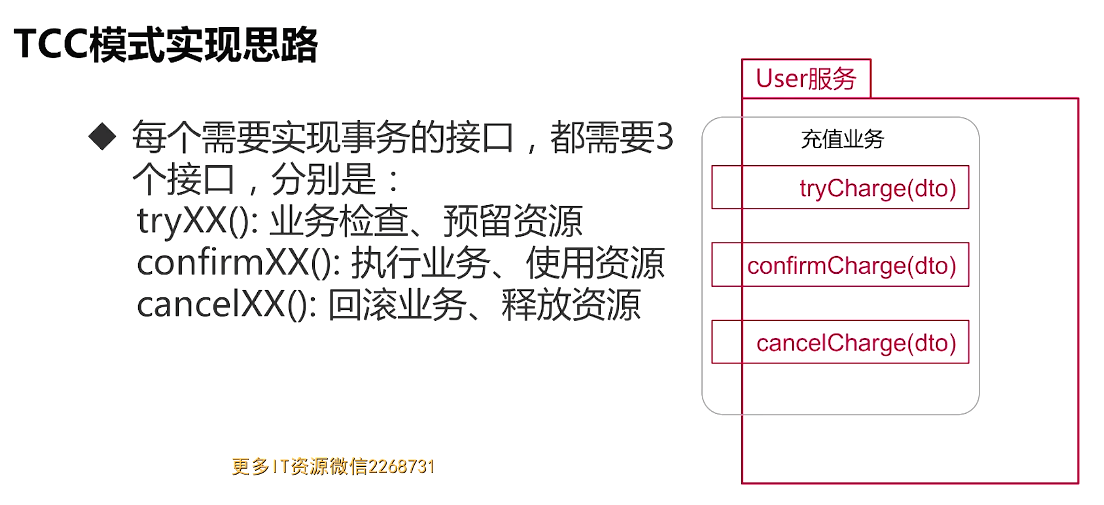 TCC模式实现思路
◆ 每个需要实现事务的接口，都需要3
个接口，分别是：
tryXX(): 业务检查、预留资源
confirmXX(): 执行业务、使用资源
cancelXX(): 回滚业务、释放资源
User服务
充值业务
tryCharge(dto)
confirmCharge(dto)
cancelCharge(dto)
更多IT资源微信2268731